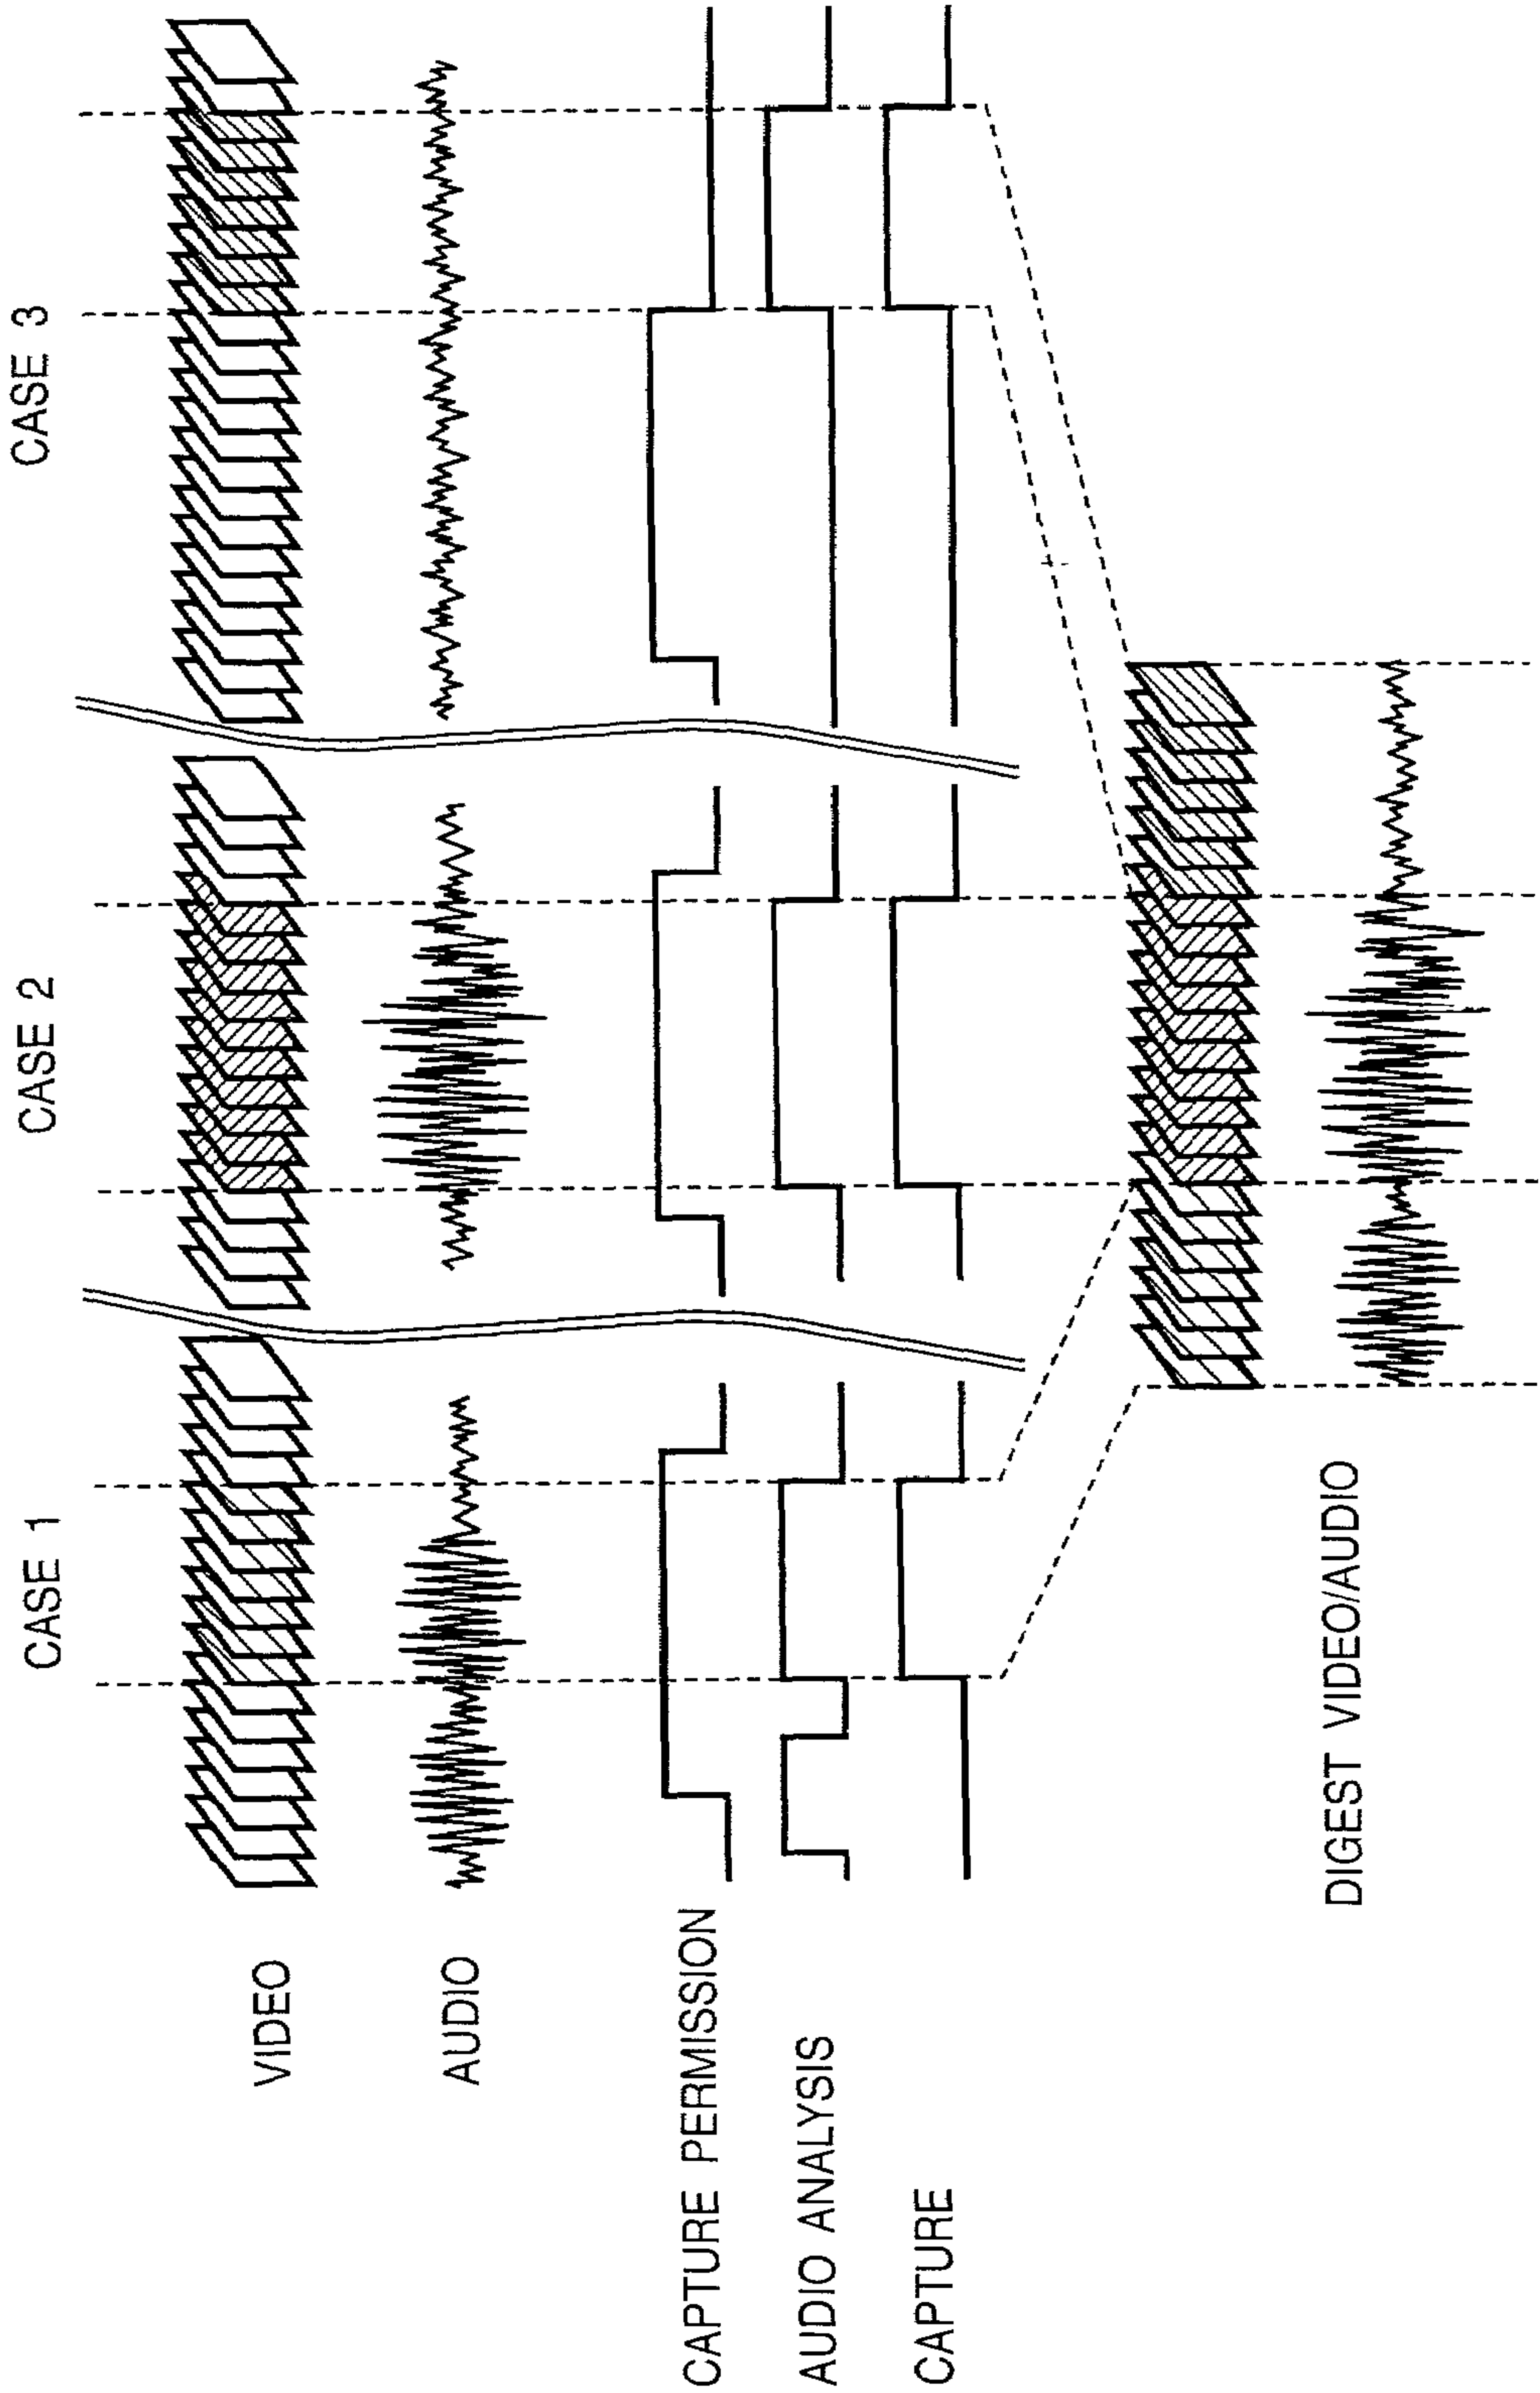 CASE 1
CASE 2
CASE 3
VIDEO
AUDIO
CAPTURE PERMISSION
AUDIO ANALYSIS
CAPTURE
DIGEST VIDEO/AUDIO